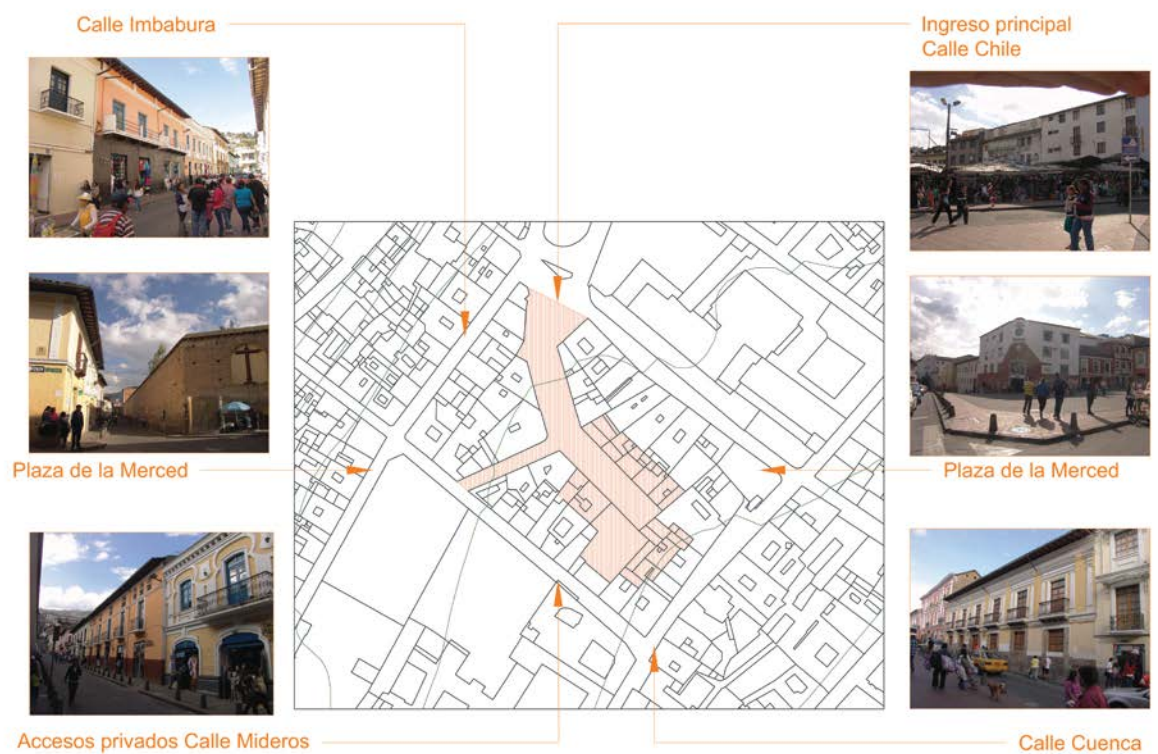 Calle Imbabura
Ingreso principal
Calle Chile
Plaza de la Merced
Plaza de la Merced
Accesos privados Calle Mideros
Calle Cuenca